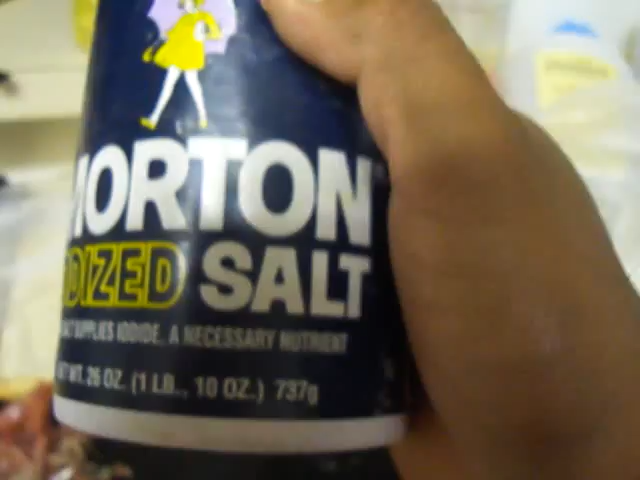 MORTON
IODIZED SALT
SALT SUPPLIES IODIDE, A NECESSARY NUTRIENT
NET WT. 26 OZ. (1 LB., 10 OZ.) 737g